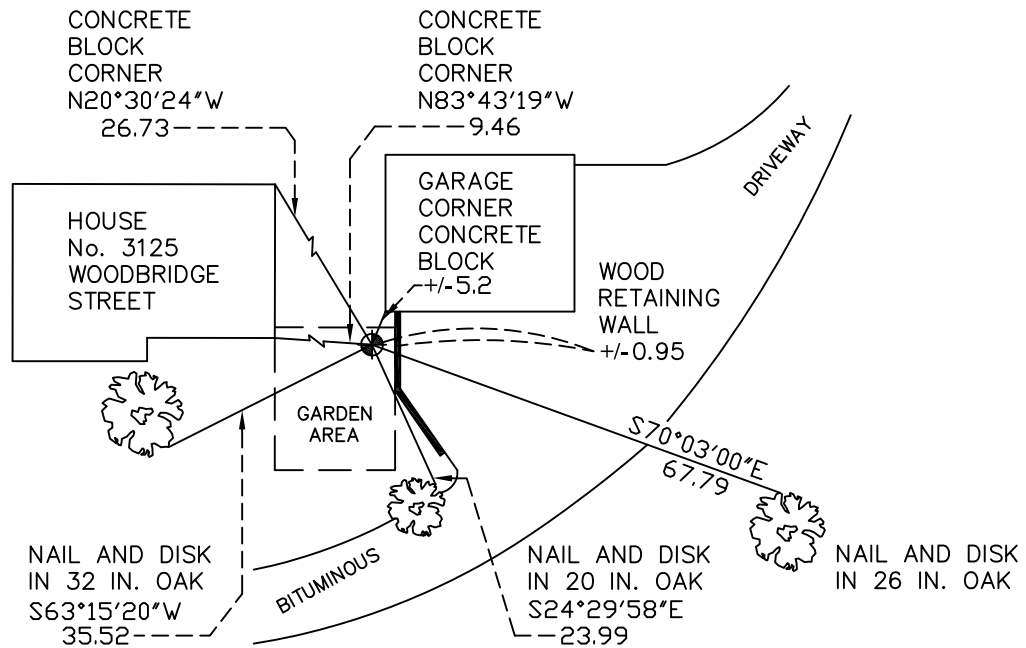 CONCRETE
BLOCK
CORNER
N20°30'24"W
26.73
CONCRETE
BLOCK
CORNER
N83°43'19"W
9.46
DRIVEWAY
HOUSE
No. 3125
WOODBRIDGE
STREET
GARAGE
CORNER
CONCRETE
BLOCK
+/-5.2
WOOD
RETAINING
WALL
+/-0.95
GARDEN
AREA
S70°03'00"E
67.79
NAIL AND DISK
IN 32 IN. OAK
S63°15'20"W
35.52
BITUMINOUS
NAIL AND DISK
IN 20 IN. OAK
S24°29'58"E
23.99
NAIL AND DISK
IN 26 IN. OAK